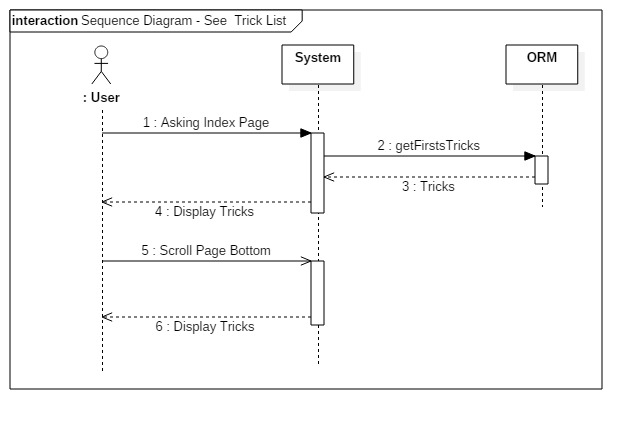 interaction Sequence Diagram - See Trick List
System
ORM
: User
1 : Asking Index Page
2 : getFirstsTricks
3 : Tricks
4 : Display Tricks
5 : Scroll Page Bottom
6 : Display Tricks